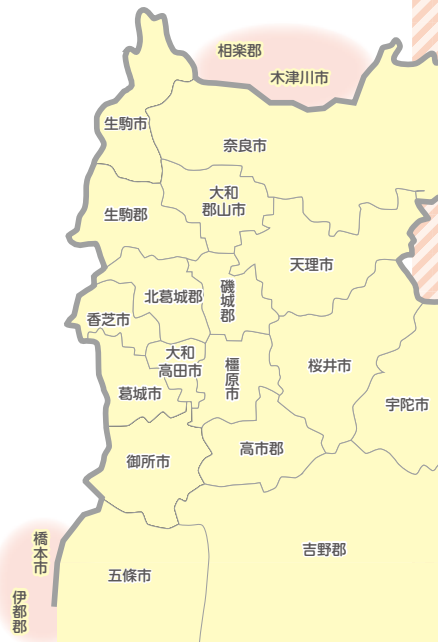 相楽郡
木津川市
生駒市
奈良市
大和
郡山市
生駒郡
天理市
北葛城郡
磯城郡
香芝市
大和
高田市
橿原市
桜井市
葛城市
宇陀市
高市郡
御所市
橋本市
吉野郡
五條市
伊都郡